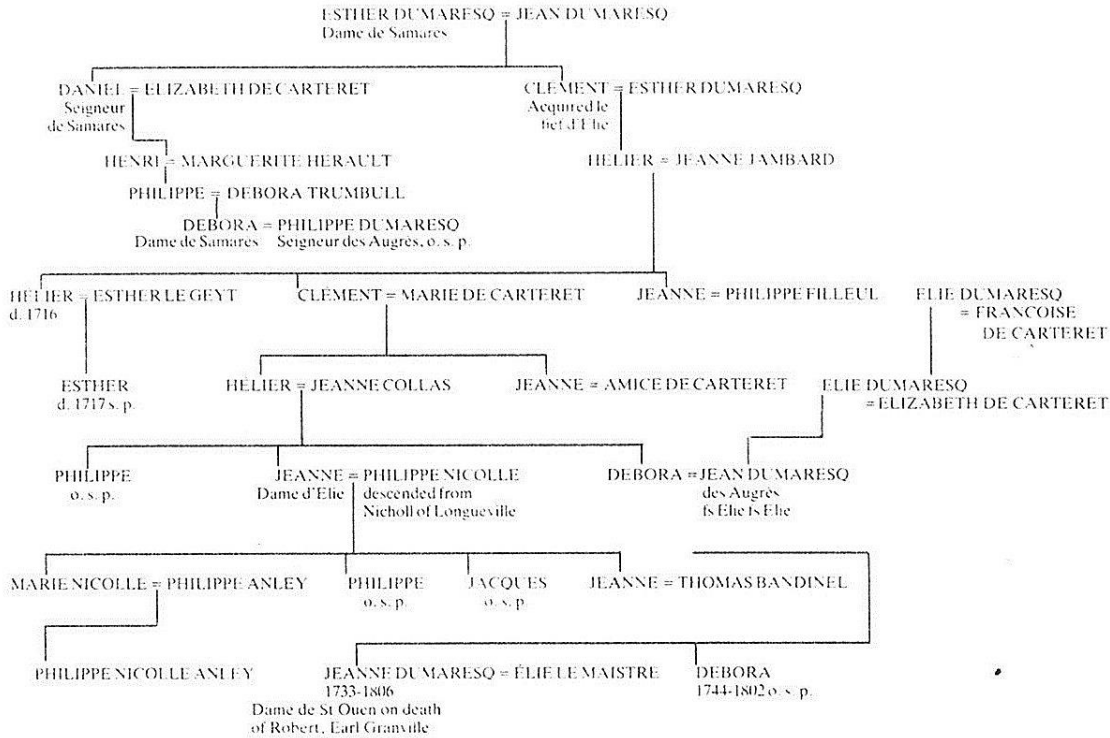 ESTHER DUMARESQ = JEAN DUMARESQ
Dame de Samares
DANIEL = ELIZABETH DE CARTERET
Seigneur
de Samares
CLEMENT = ESTHER DUMARESQ
Acquired le
fief d'Elie
HENRI = MARGUERITE HERAULT
HELIER = JEANNE JAMBARD
PHILIPPE = DEBORA TRUMBULL
DEBORA = PHILIPPE DUMARESQ
Dame de Samares Seigneur des Augrès, o. s. p.
HÉLIER = ESTHER LE GEYT
d. 1716
CLÉMENT = MARIE DE CARTERET
JEANNE = PHILIPPE FILLEUL
ELIE DUMARESQ
= FRANCOISE
DE CARTERET
ESTHER
d. 1717 s. p.
HÉLIER = JEANNE COLLAS
JEANNE = AMICE DE CARTERET
ELIE DUMARESQ
= ELIZABETH DE CARTERET
PHILIPPE
o. s. p.
JEANNE = PHILIPPE NICOLLE
Dame d'Elie descended from
Nicholl of Longueville
DEBORA = JEAN DUMARESQ
des Augrès
fs Elie fs Elie
MARIE NICOLLE = PHILIPPE ANLEY
PHILIPPE
o. s. p.
JACQUES
o. s. p.
JEANNE = THOMAS BANDINEL
PHILIPPE NICOLLE ANLEY
JEANNE DUMARESQ = ÉLIE LE MAISTRE
1733-1806
Dame de St Ouen on death
of Robert, Earl Granville
DEBORA
1744-1802 o. s. p.